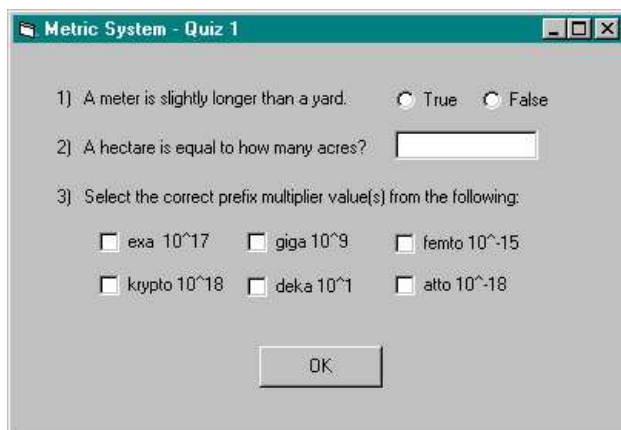 Metric System - Quiz 1
1) A meter is slightly longer than a yard. True False
2) A hectare is equal to how many acres?
3) Select the correct prefix multiplier value(s) from the following:
exa 10^17 giga 10^9 femto 10^-15
krypto 10^18 deka 10^1 atto 10^-18
OK